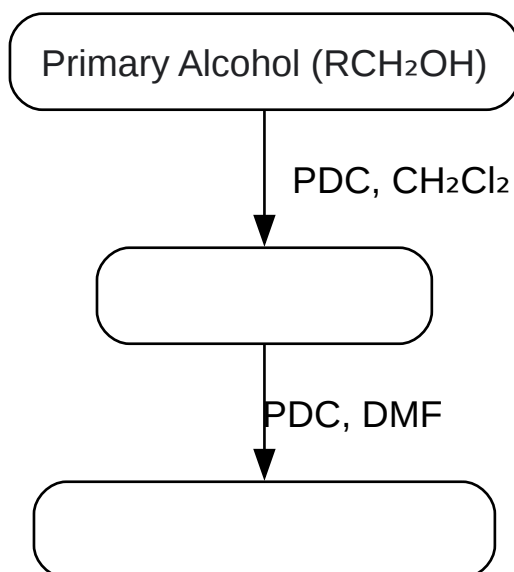 Primary Alcohol (RCH₂OH)
PDC, CH₂Cl₂
PDC, DMF